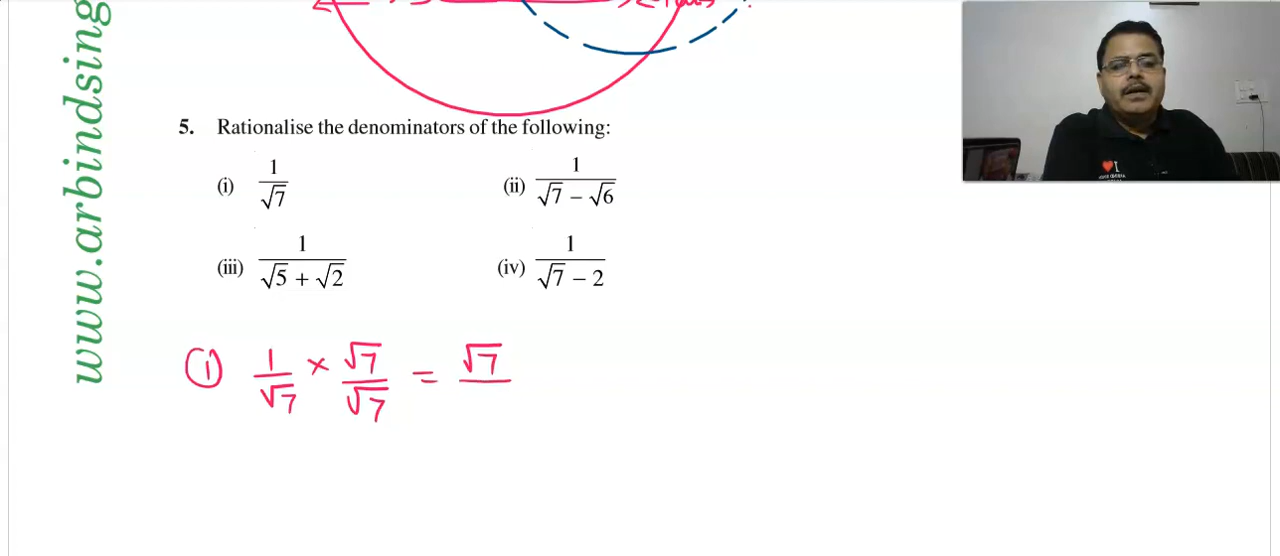 www.arbindsing
5. Rationalise the denominators of the following:
(i) 1/√7 (ii) 1/(√7 – √6)
(iii) 1/(√5 + √2) (iv) 1/(√7 – 2)
① 1/√7 × √7/√7 = √7/
I